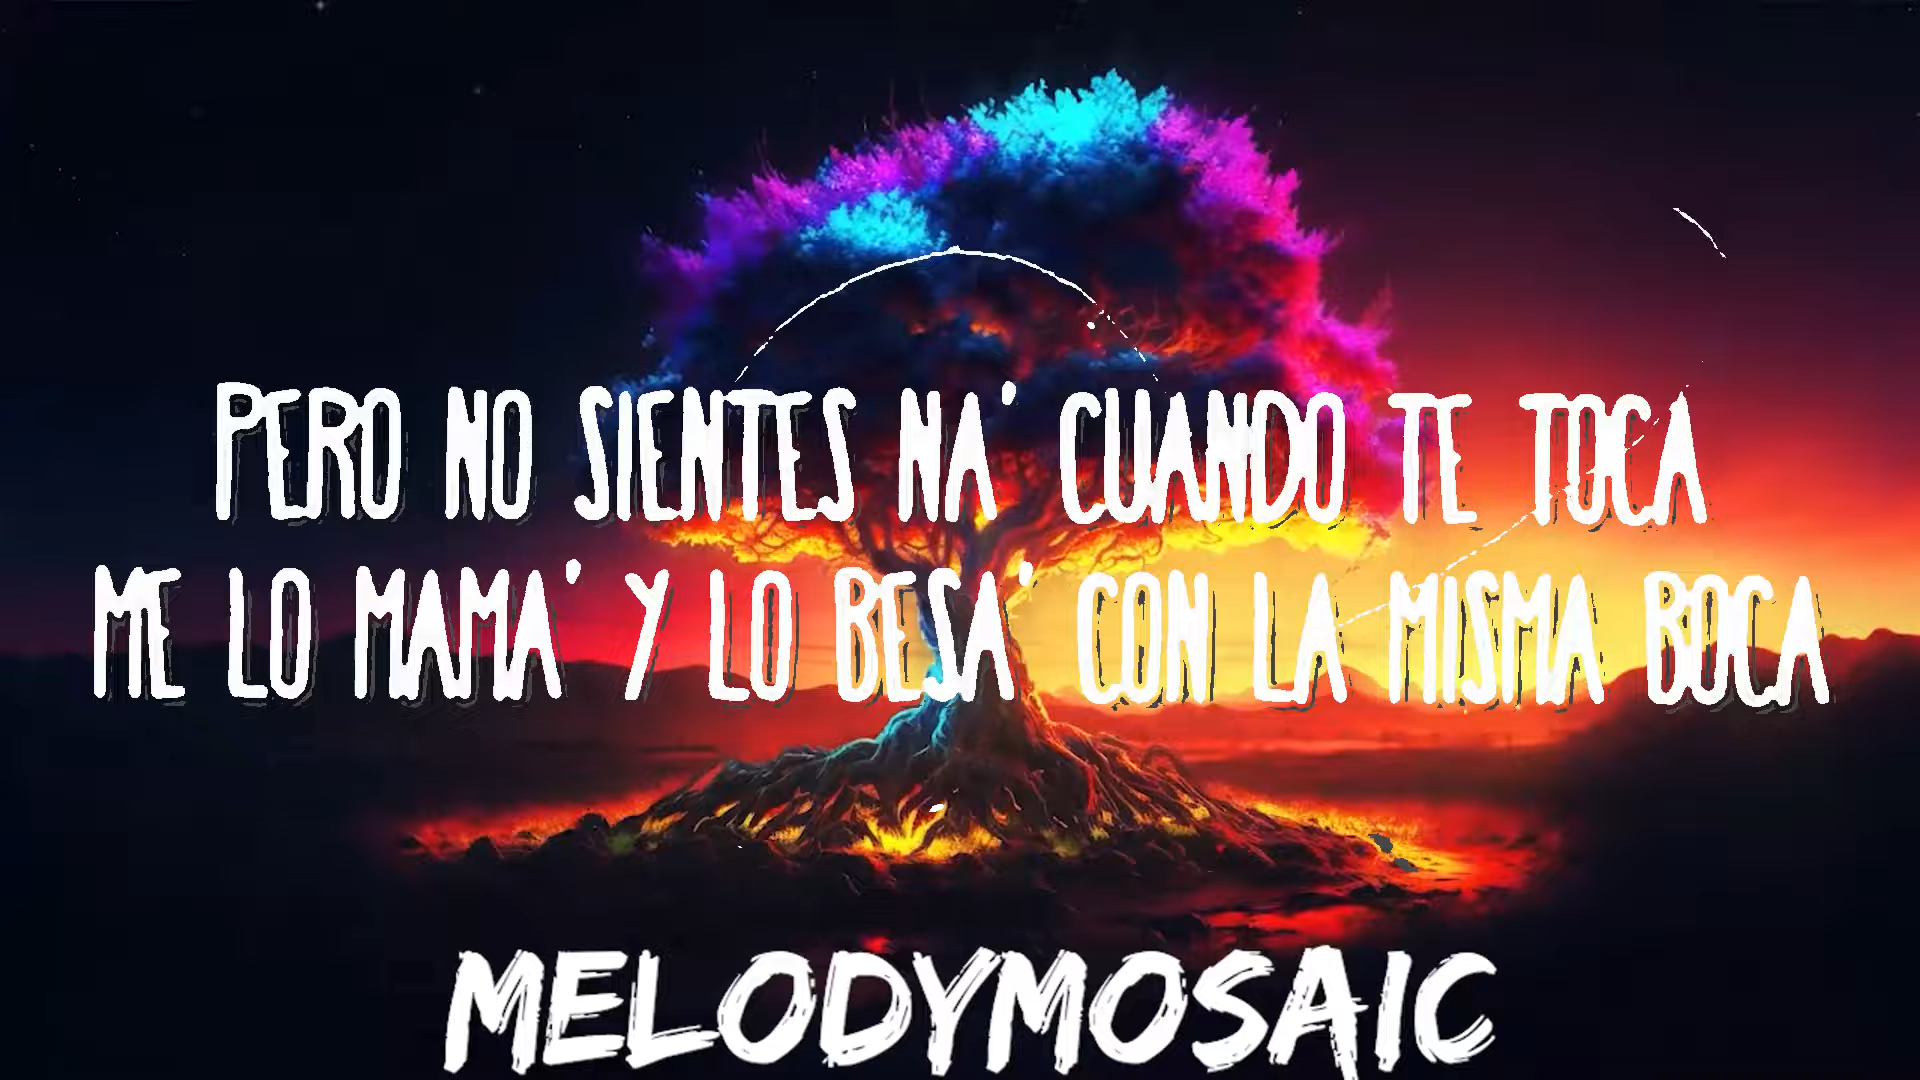 PERO NO SIENTES NA' CUANDO TE TOCA
ME LO MAMA' Y LO BESA' CON LA MISMA BOCA
MELODYMOSAIC